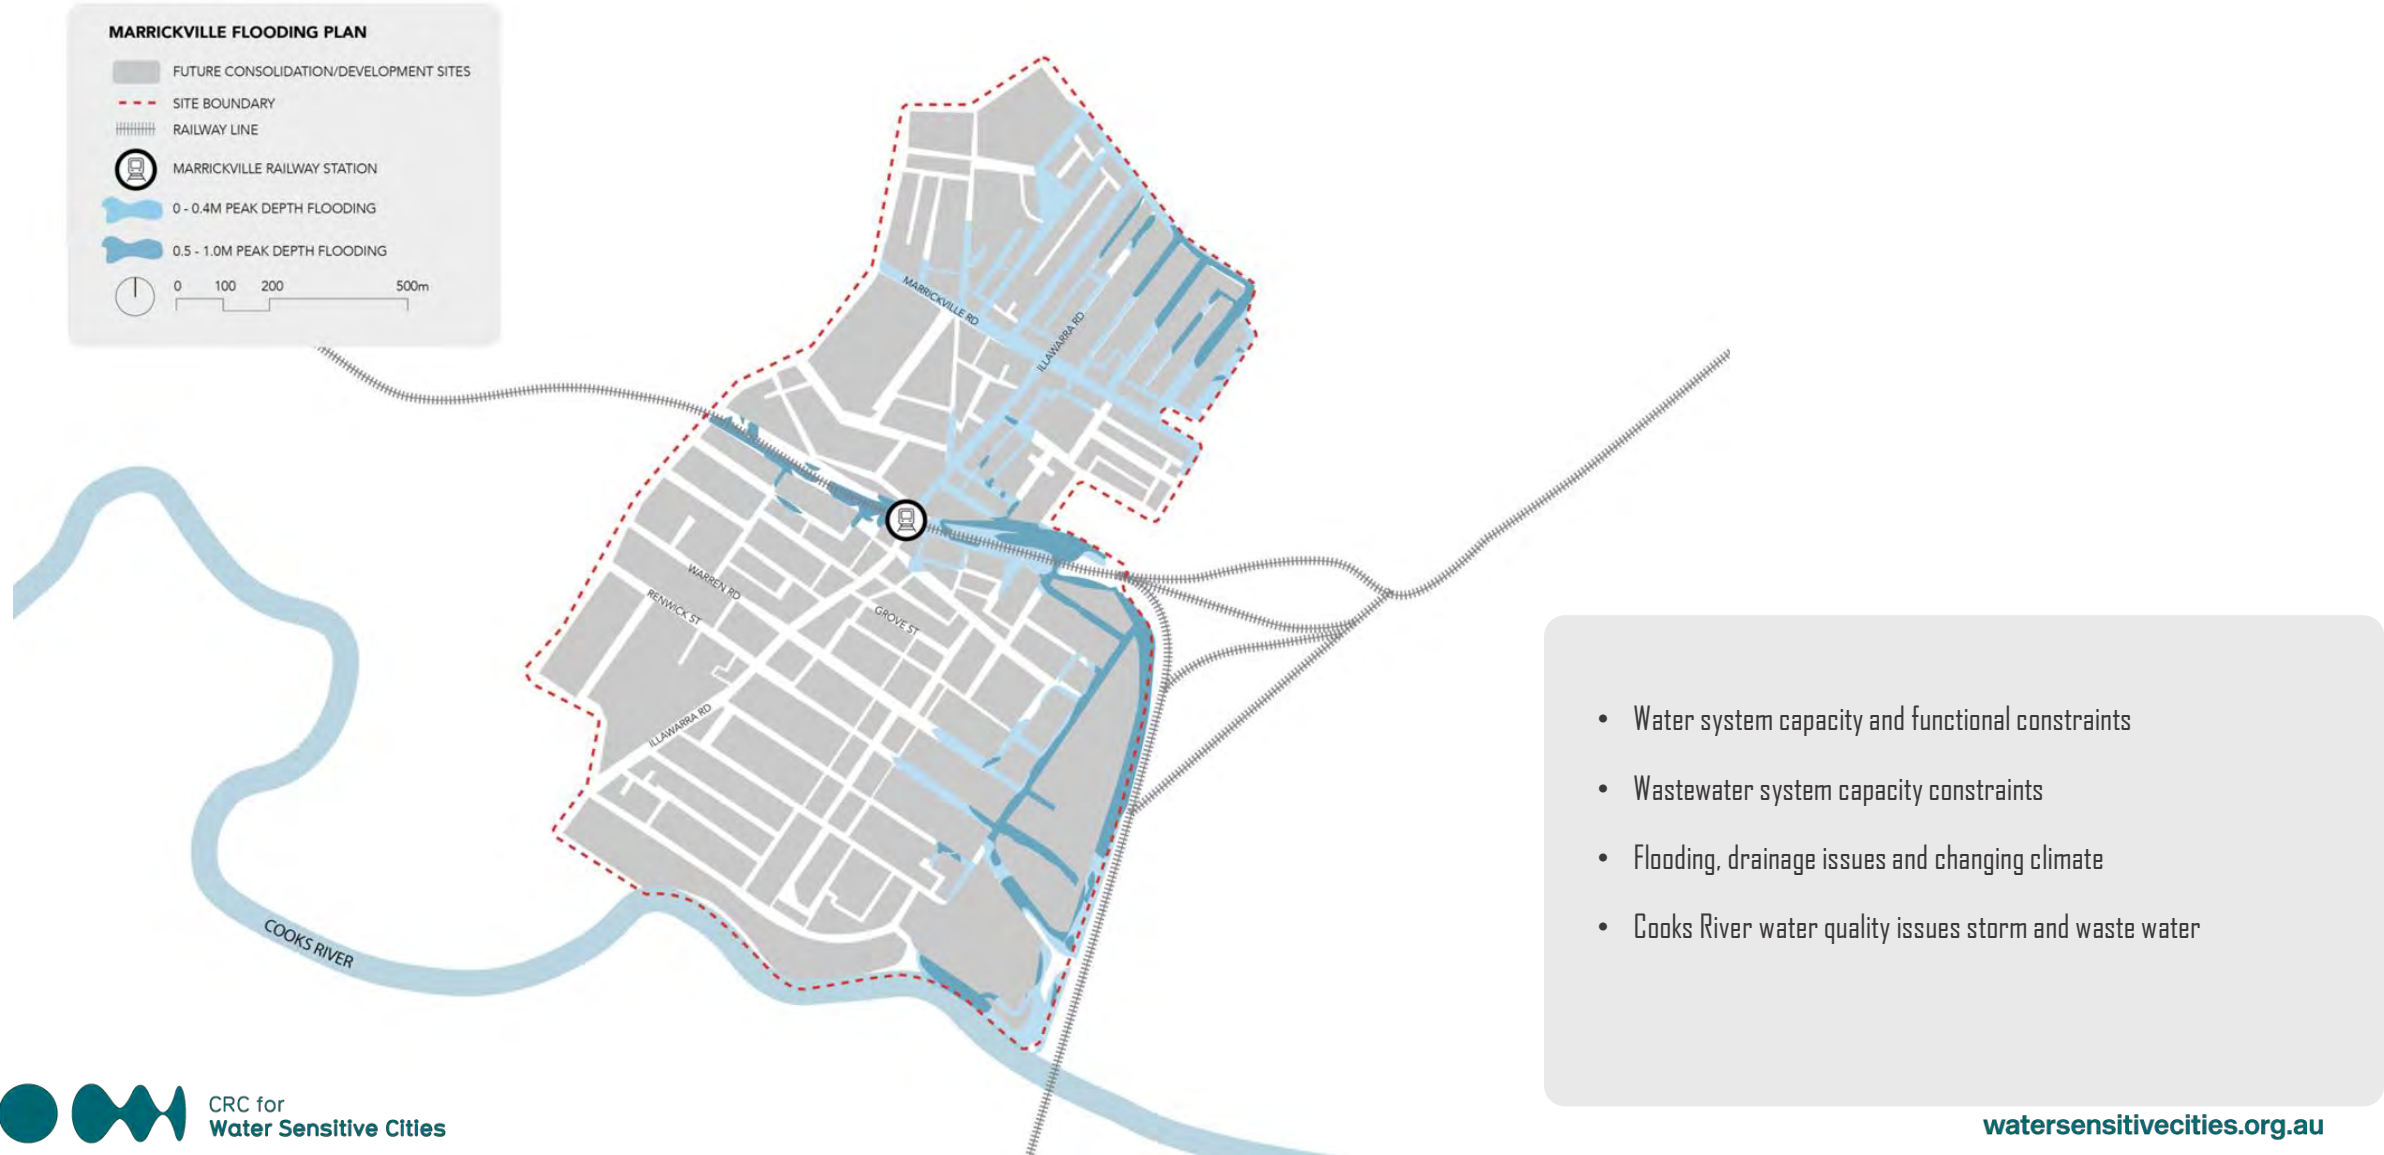 MARRICKVILLE FLOODING PLAN
FUTURE CONSOLIDATION/DEVELOPMENT SITES
SITE BOUNDARY
RAILWAY LINE
MARRICKVILLE RAILWAY STATION
0 - 0.4M PEAK DEPTH FLOODING
0.5 - 1.0M PEAK DEPTH FLOODING
0 100 200 500m
MARRICKVILLE RD
ILLAWARRA RD
WARREN RD
RENWICK ST
GROVE ST
ILLAWARRA RD
COOKS RIVER
• Water system capacity and functional constraints
• Wastewater system capacity constraints
• Flooding, drainage issues and changing climate
• Cooks River water quality issues storm and waste water
CRC for
Water Sensitive Cities
watersensitivecities.org.au